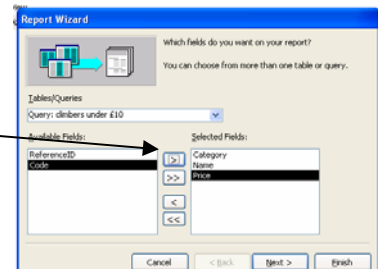 Report Wizard
Which fields do you want on your report?
You can choose from more than one table or query.
Tables/Queries
Query: climbers under £10
Available Fields:
Selected Fields:
ReferenceID
Code
Category
Name
Price
>
>>
<
<<
Cancel
< Back
Next >
Finish